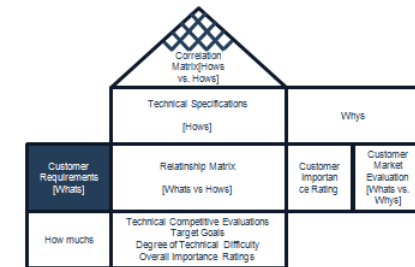 Correlation
Matrix[Hows
vs. Hows]
Technical Specifications
[Hows]
Whys
Customer
Requirements
[Whats]
Relatinship Matrix
[Whats vs Hows]
Customer
Importan
ce Rating
Customer
Market
Evaluation
[Whats vs.
Whys]
How muchs
Technical Competitive Evaluations
Target Goals
Degree of Technical Difficulty
Overall Importance Ratings